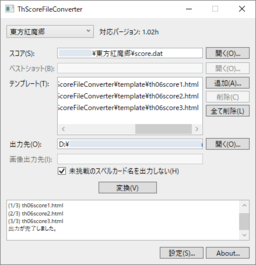 ThScoreFileConverter
東方紅魔郷 対応バージョン: 1.02h
スコア(S): ¥東方紅魔郷¥score.dat 開く(O)...
ベストショット(B): 開く(O)...
テンプレート(T): ScoreFileConverter¥template¥th06score1.html 追加(A)...
ScoreFileConverter¥template¥th06score2.html 削除(C)
ScoreFileConverter¥template¥th06score3.html 全て削除(L)
出力先(O): D:¥ 開く(O)...
画像出力先(I):
未挑戦のスペルカード名を出力しない(H)
変換(V)
(1/3) th06score1.html
(2/3) th06score2.html
(3/3) th06score3.html
出力が完了しました。
設定(S)... About...